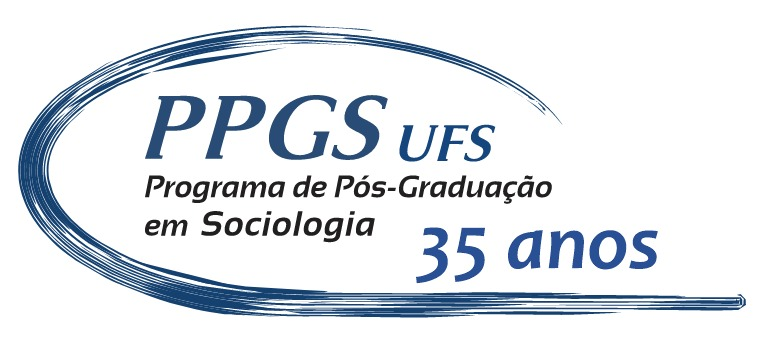 PPGS UFS
Programa de Pós-Graduação
em Sociologia
35 anos